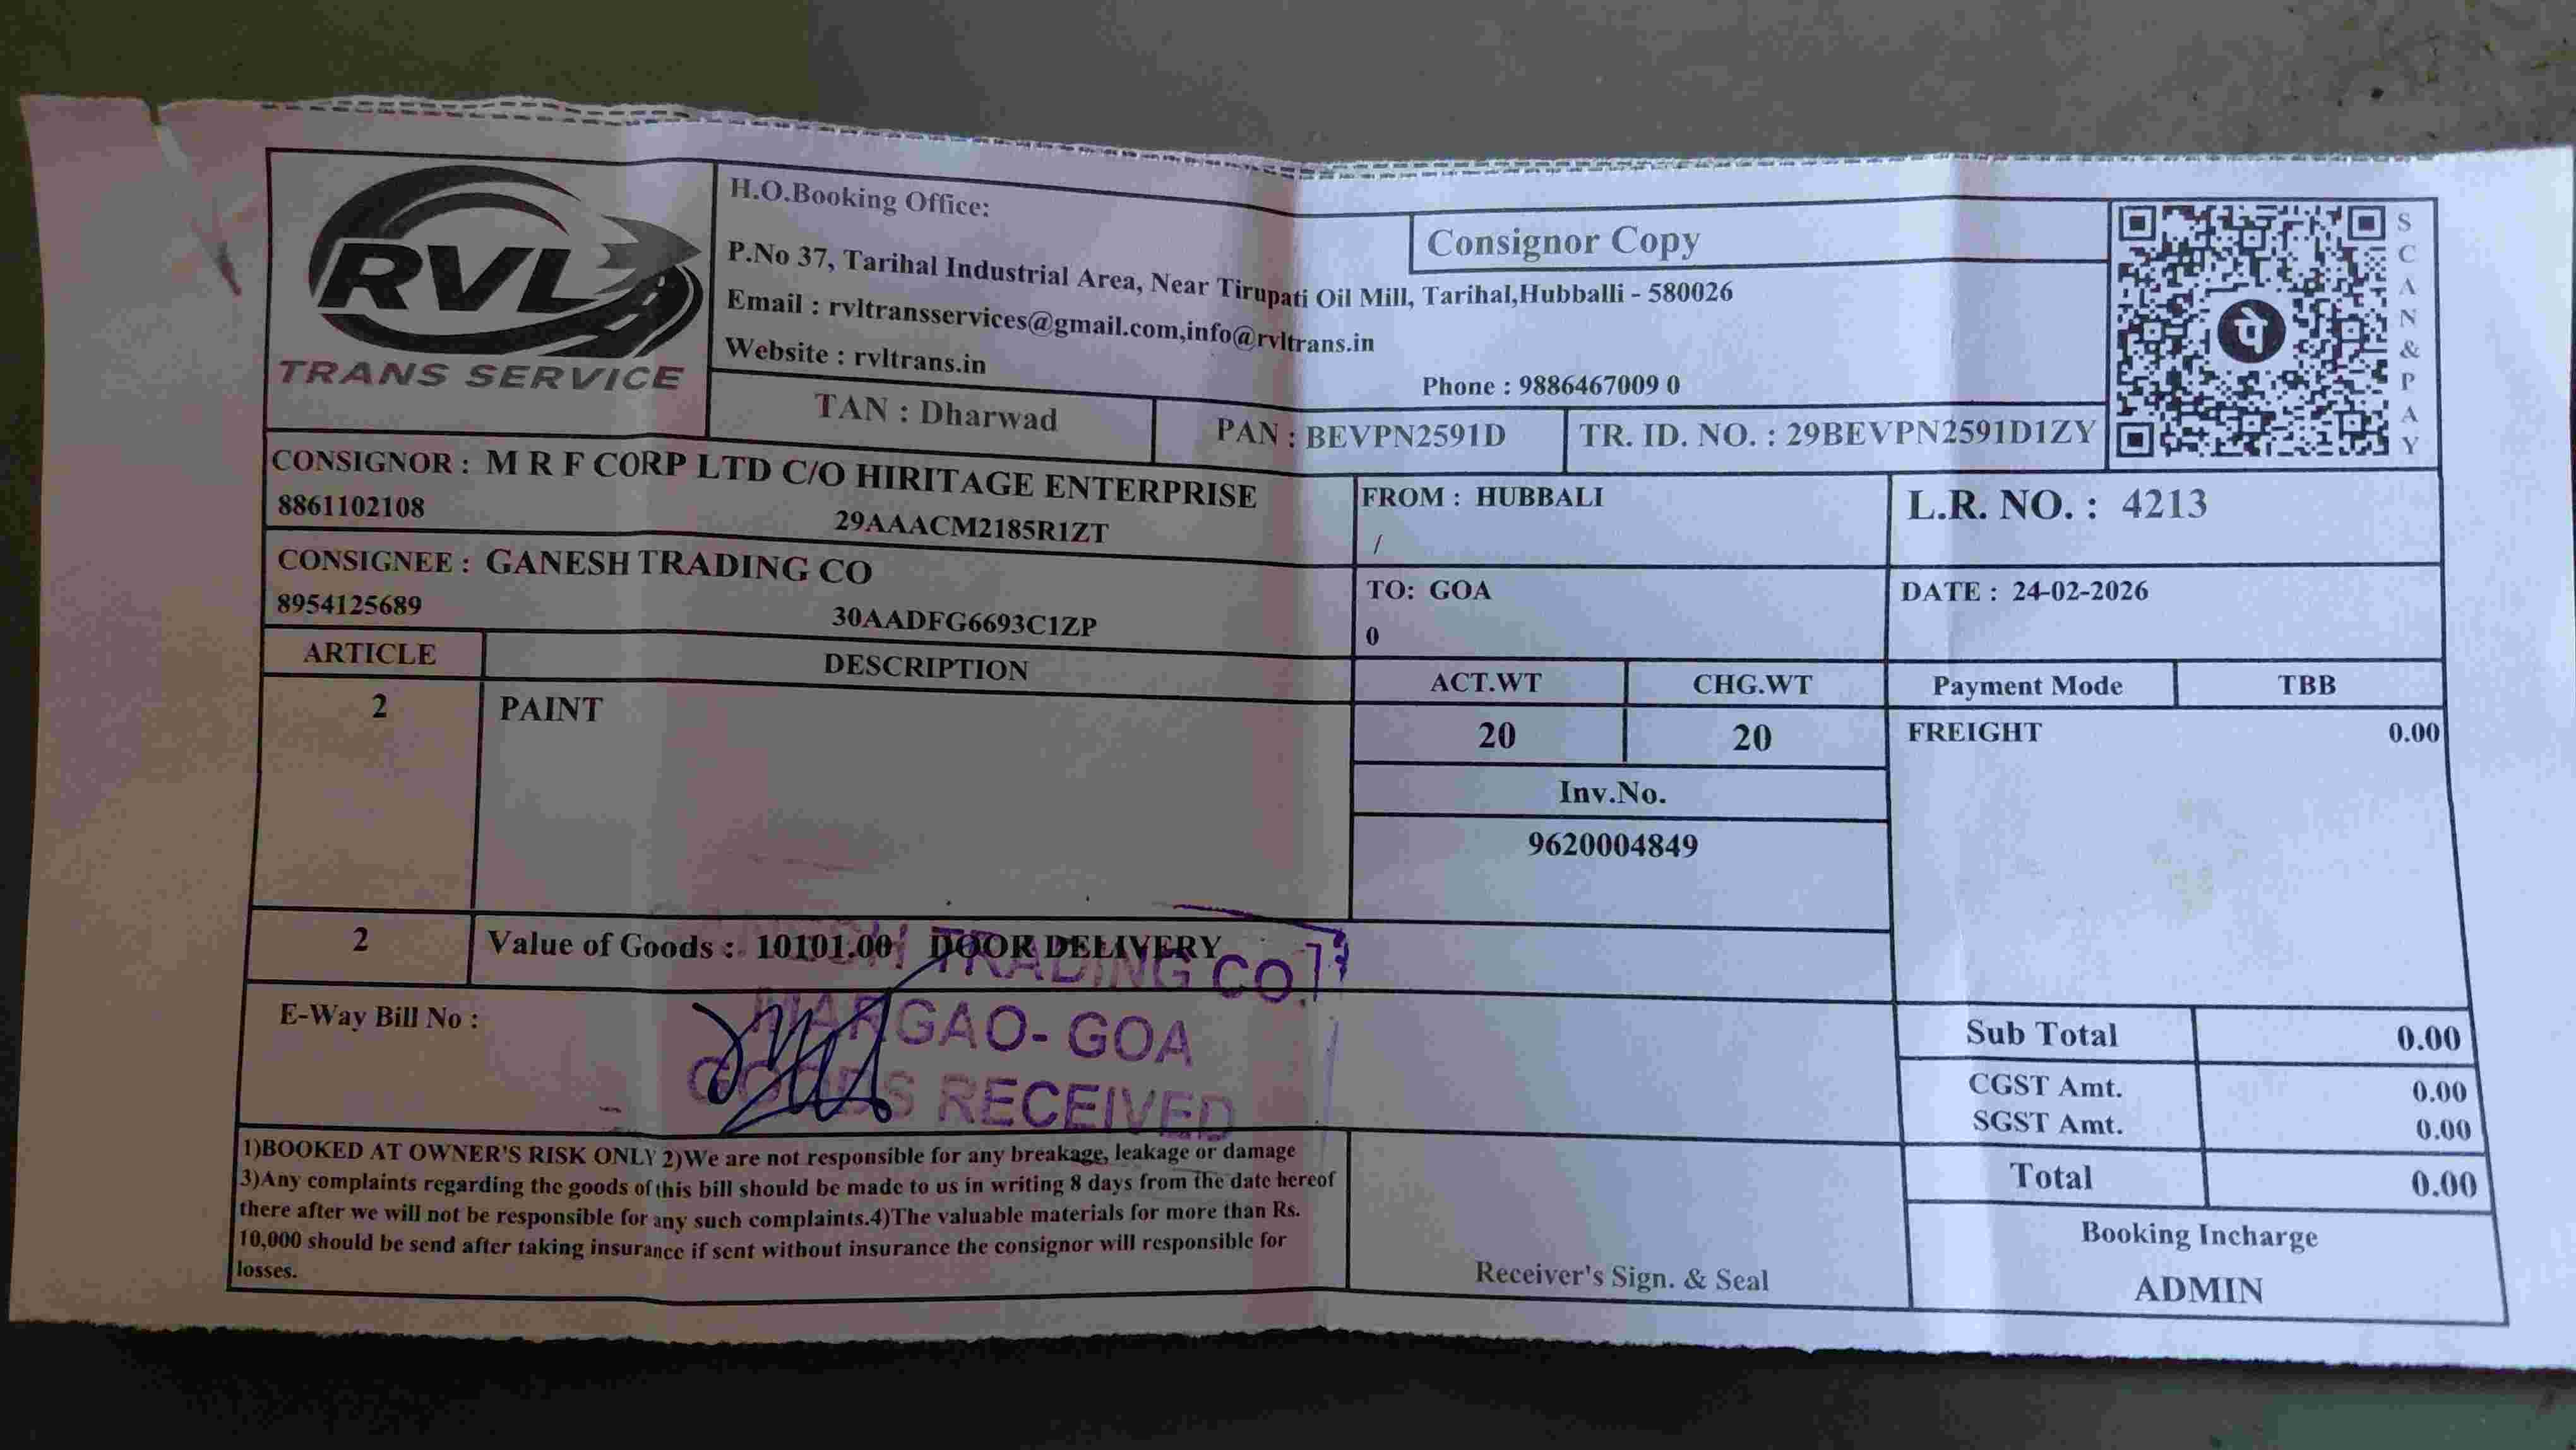 RVL
TRANS SERVICE
H.O.Booking Office:
Consignor Copy
P.No 37, Tarihal Industrial Area, Near Tirupati Oil Mill, Tarihal,Hubballi - 580026
Email : rvltransservices@gmail.com,info@rvltrans.in
Website : rvltrans.in
Phone : 9886467009 0
SCAN&PAY
पे
TAN : Dharwad
PAN : BEVPN2591D
TR. ID. NO. : 29BEVPN2591D1ZY
CONSIGNOR : M R F CORP LTD C/O HIRITAGE ENTERPRISE
8861102108 29AAACM2185R1ZT
FROM : HUBBALI
/
L.R. NO. : 4213
CONSIGNEE : GANESH TRADING CO
8954125689 30AADFG6693C1ZP
TO: GOA
0
DATE : 24-02-2026
ARTICLE DESCRIPTION ACT.WT CHG.WT Payment Mode TBB
2 PAINT 20 20 FREIGHT 0.00
Inv.No.
9620004849
2 Value of Goods : 10101.00 DOOR DELIVERY
TRADING CO.
MARGAO- GOA
GOODS RECEIVED
E-Way Bill No :
Sub Total 0.00
CGST Amt. 0.00
SGST Amt. 0.00
Total 0.00
1)BOOKED AT OWNER'S RISK ONLY 2)We are not responsible for any breakage, leakage or damage
3)Any complaints regarding the goods of this bill should be made to us in writing 8 days from the date hereof
there after we will not be responsible for any such complaints.4)The valuable materials for more than Rs.
10,000 should be send after taking insurance if sent without insurance the consignor will responsible for
losses.
Receiver's Sign. & Seal
Booking Incharge
ADMIN